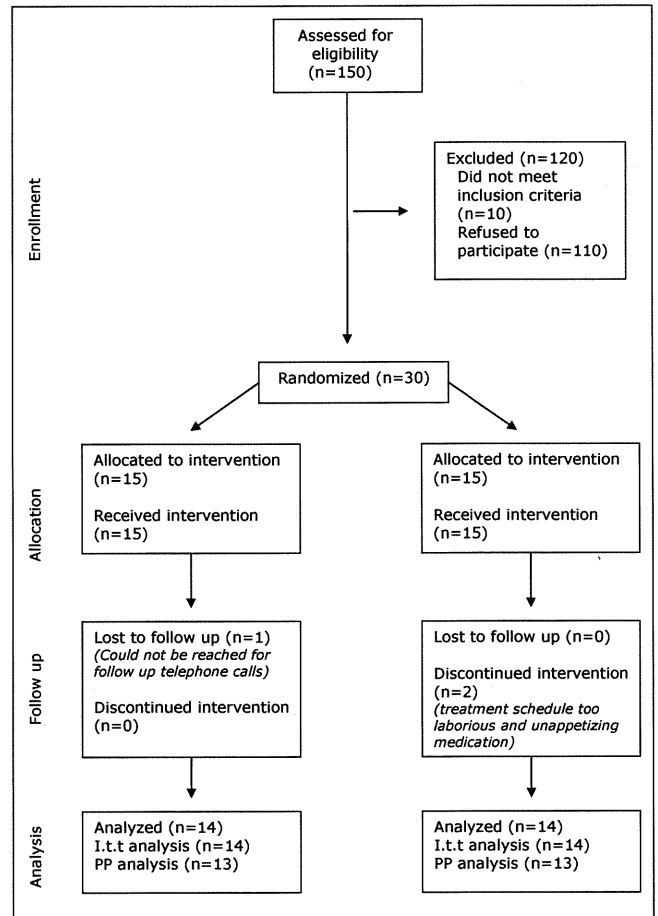 Assessed for
eligibility
(n=150)
Enrollment
Excluded (n=120)
Did not meet
inclusion criteria
(n=10)
Refused to
participate (n=110)
Randomized (n=30)
Allocation
Allocated to intervention
(n=15)
Received intervention
(n=15)
Allocated to intervention
(n=15)
Received intervention
(n=15)
Follow up
Lost to follow up (n=1)
(Could not be reached for
follow up telephone calls)
Discontinued intervention
(n=0)
Lost to follow up (n=0)
Discontinued intervention
(n=2)
(treatment schedule too
laborious and unappetizing
medication)
Analysis
Analyzed (n=14)
I.t.t analysis (n=14)
PP analysis (n=13)
Analyzed (n=14)
I.t.t analysis (n=14)
PP analysis (n=13)